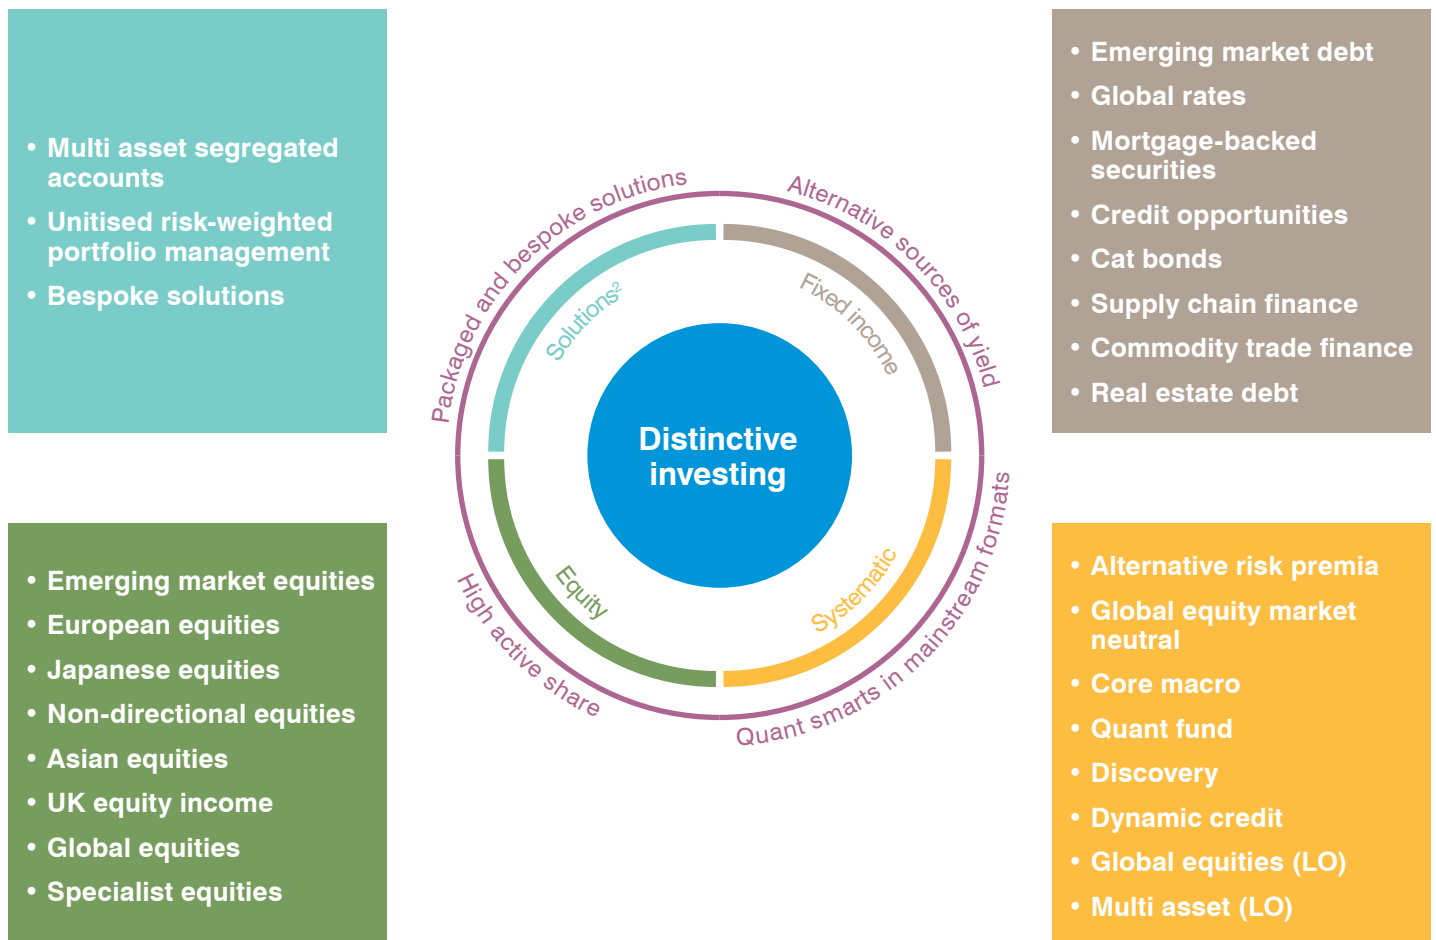 • Multi asset segregated
accounts
• Unitised risk-weighted
portfolio management
• Bespoke solutions
• Emerging market debt
• Global rates
• Mortgage-backed
securities
• Credit opportunities
• Cat bonds
• Supply chain finance
• Commodity trade finance
• Real estate debt
Packaged and bespoke solutions
Alternative sources of yield
Solutions²
Fixed income
Distinctive
investing
Equity
Systematic
High active share
Quant smarts in mainstream formats
• Emerging market equities
• European equities
• Japanese equities
• Non-directional equities
• Asian equities
• UK equity income
• Global equities
• Specialist equities
• Alternative risk premia
• Global equity market
neutral
• Core macro
• Quant fund
• Discovery
• Dynamic credit
• Global equities (LO)
• Multi asset (LO)